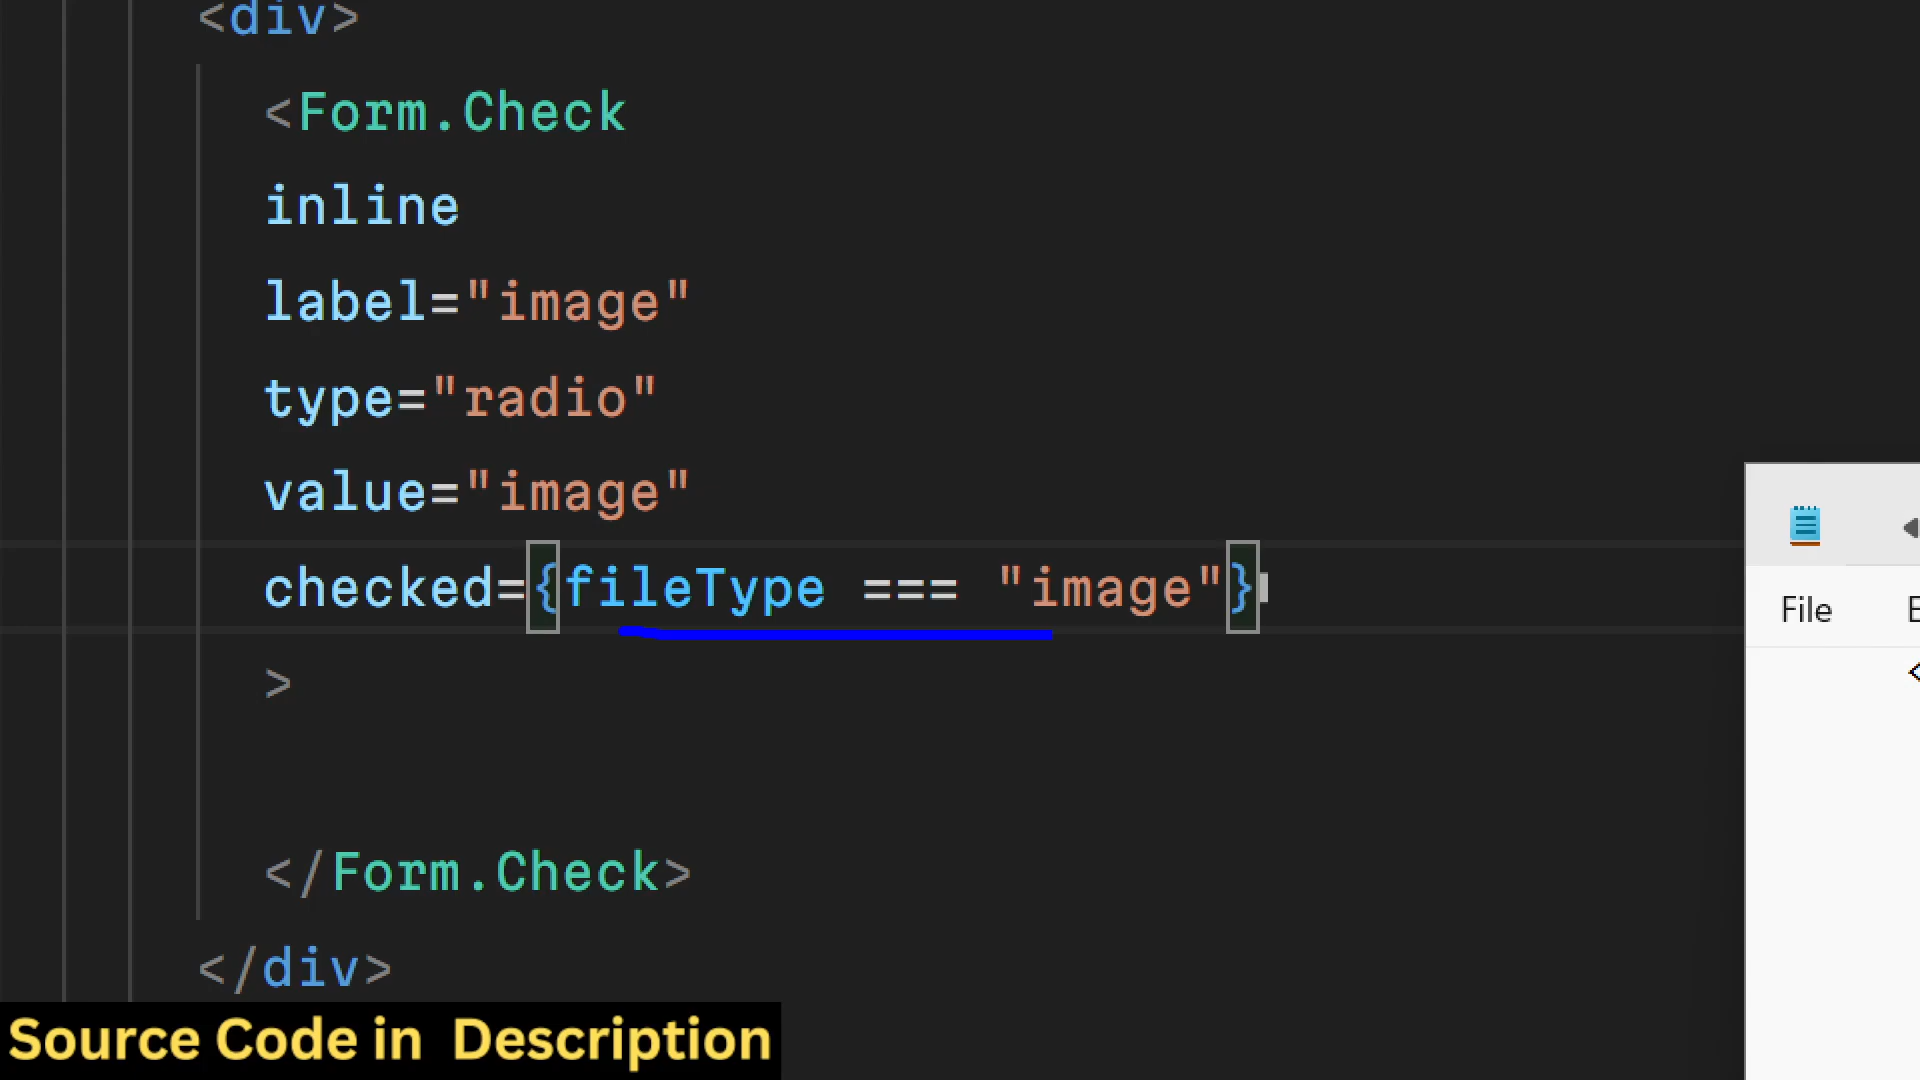 <div>
<Form.Check
inline
label="image"
type="radio"
value="image"
checked={fileType === "image"}
>
</Form.Check>
</div>
File
Source Code in Description